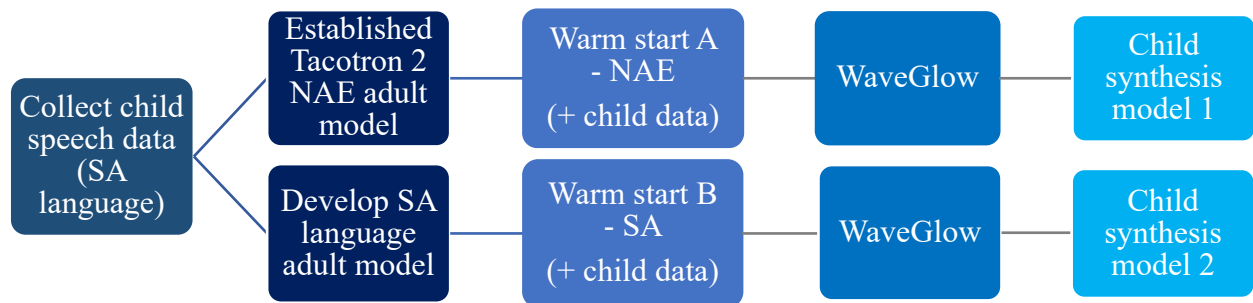 Collect child
speech data
(SA
language)
Established
Tacotron 2
NAE adult
model
Warm start A
- NAE
(+ child data)
WaveGlow
Child
synthesis
model 1
Develop SA
language
adult model
Warm start B
- SA
(+ child data)
WaveGlow
Child
synthesis
model 2